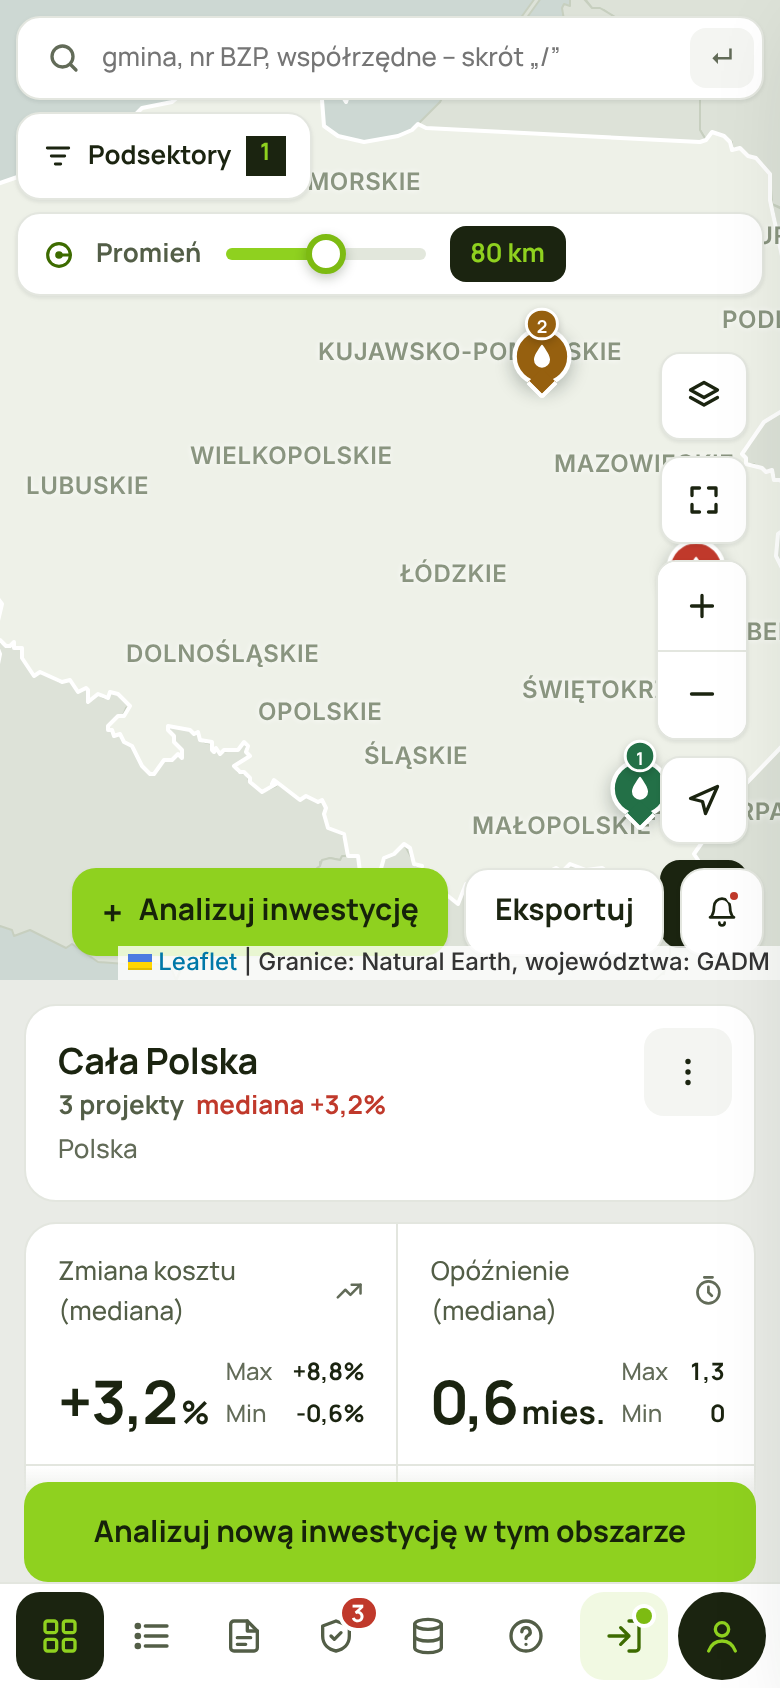 gmina, nr BZP, współrzędne – skrót „/”
Podsektory 1
MORSKIE
Promień 80 km
PODL
2
KUJAWSKO-POM SKIE
WIELKOPOLSKIE
MAZOWIECKIE
LUBUSKIE
ŁÓDZKIE
BEL
DOLNOŚLĄSKIE
ŚWIĘTOKR
OPOLSKIE
ŚLĄSKIE
1
MAŁOPOLSKIE
RPA
+ Analizuj inwestycję
Eksportuj
Leaflet | Granice: Natural Earth, województwa: GADM
Cała Polska
3 projekty mediana +3,2%
Polska
Zmiana kosztu
(mediana)
+3,2%
Max +8,8%
Min -0,6%
Opóźnienie
(mediana)
0,6 mies.
Max 1,3
Min 0
Analizuj nową inwestycję w tym obszarze
3